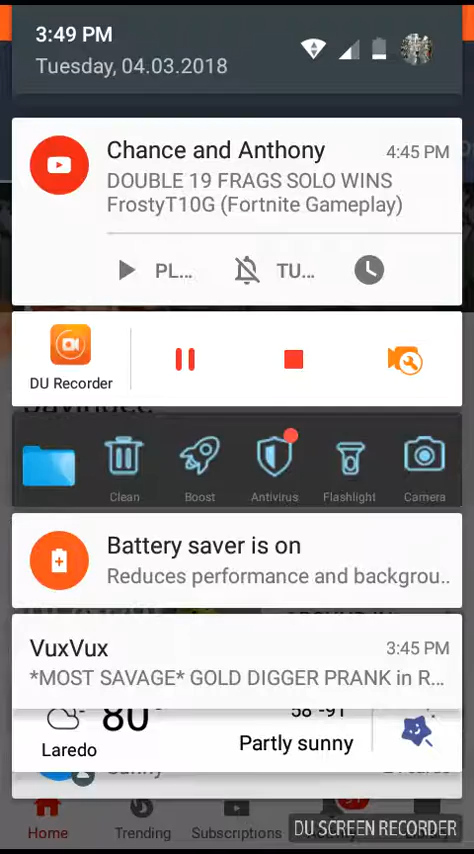 3:49 PM
Tuesday, 04.03.2018
Chance and Anthony 4:45 PM
DOUBLE 19 FRAGS SOLO WINS
FrostyT10G (Fortnite Gameplay)
PL... TU...
DU Recorder
Clean Boost Antivirus Flashlight Camera
Battery saver is on
Reduces performance and backgrou..
VuxVux 3:45 PM
*MOST SAVAGE* GOLD DIGGER PRANK in R...
80° 58°-91°
Laredo Partly sunny
Sunny
Home Trending Subscriptions
DU SCREEN RECORDER